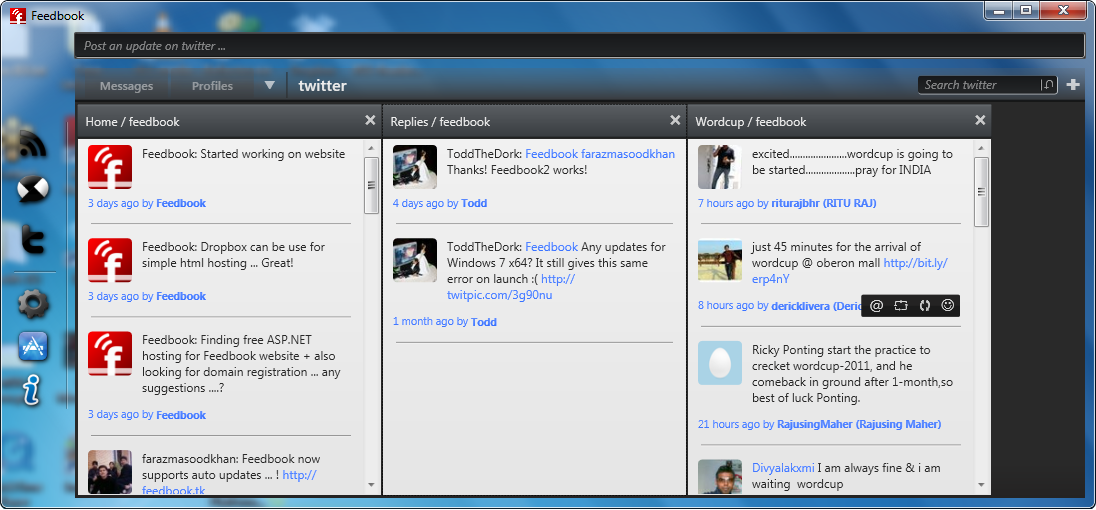 Feedbook
Post an update on twitter ...
Messages
Profiles
twitter
Search twitter
Home / feedbook
Feedbook: Started working on website
3 days ago by Feedbook
Feedbook: Dropbox can be use for
simple html hosting ... Great!
3 days ago by Feedbook
Feedbook: Finding free ASP.NET
hosting for Feedbook website + also
looking for domain registration ... any
suggestions ....?
3 days ago by Feedbook
farazmasoodkhan: Feedbook now
supports auto updates ... ! http://
feedbook.tk
Replies / feedbook
ToddTheDork: Feedbook farazmasoodkhan
Thanks! Feedbook2 works!
4 days ago by Todd
ToddTheDork: Feedbook Any updates for
Windows 7 x64? It still gives this same
error on launch :( http://
twitpic.com/3g90nu
1 month ago by Todd
Wordcup / feedbook
excited......................wordcup is going to
be started...................pray for INDIA
7 hours ago by riturajbhr (RITU RAJ)
just 45 minutes for the arrival of
wordcup @ oberon mall http://bit.ly/
erp4nY
8 hours ago by dericklivera (Deric
Ricky Ponting start the practice to
crecket wordcup-2011, and he
comeback in ground after 1-month,so
best of luck Ponting.
21 hours ago by RajusingMaher (Rajusing Maher)
Divyalakxmi I am always fine & i am
waiting wordcup